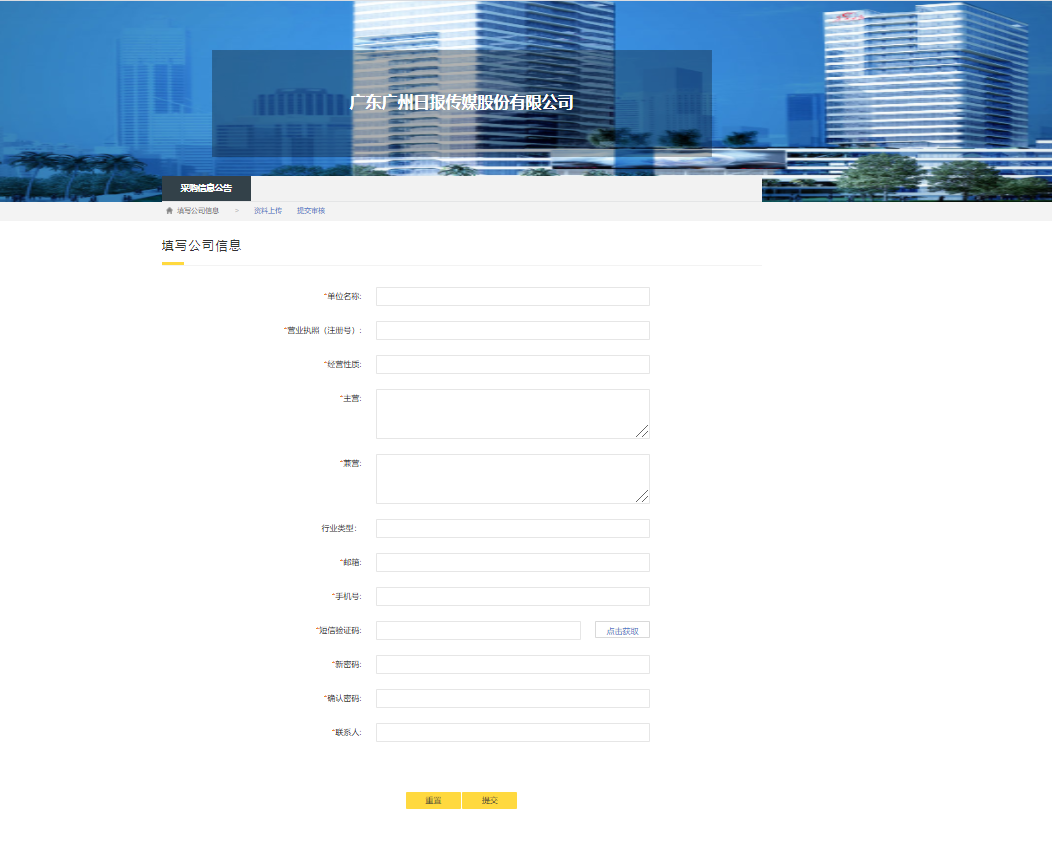 广东广州日报传媒股份有限公司
采购信息公告
填写公司信息 > 资料上传 提交审核
填写公司信息
*单位名称:
*营业执照（注册号）:
*经营性质:
*主营:
*兼营:
行业类型:
*邮箱:
*手机号:
*短信验证码: 点击获取
*新密码:
*确认密码:
*联系人:
重置 提交